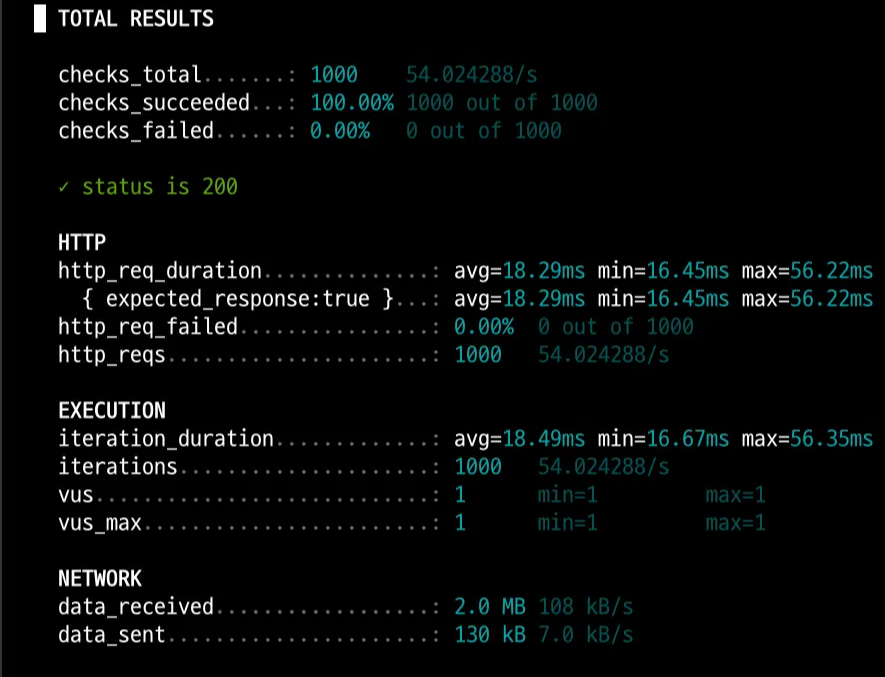 TOTAL RESULTS
checks_total.......: 1000 54.024288/s
checks_succeeded...: 100.00% 1000 out of 1000
checks_failed......: 0.00% 0 out of 1000
✓ status is 200
HTTP
http_req_duration..............: avg=18.29ms min=16.45ms max=56.22ms
{ expected_response:true }...: avg=18.29ms min=16.45ms max=56.22ms
http_req_failed................: 0.00% 0 out of 1000
http_reqs......................: 1000 54.024288/s
EXECUTION
iteration_duration.............: avg=18.49ms min=16.67ms max=56.35ms
iterations.....................: 1000 54.024288/s
vus............................: 1 min=1 max=1
vus_max........................: 1 min=1 max=1
NETWORK
data_received..................: 2.0 MB 108 kB/s
data_sent......................: 130 kB 7.0 kB/s